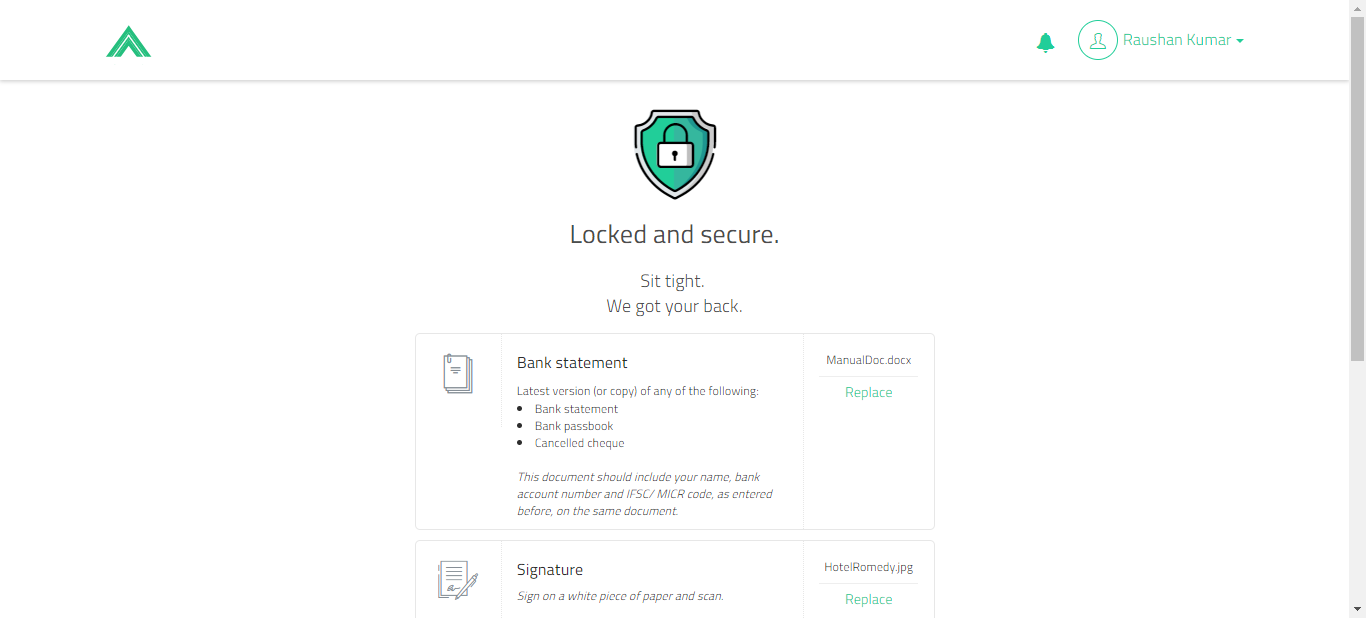 Raushan Kumar
Locked and secure.
Sit tight.
We got your back.
Bank statement
Latest version (or copy) of any of the following:
Bank statement
Bank passbook
Cancelled cheque
This document should include your name, bank
account number and IFSC/ MICR code, as entered
before, on the same document.
ManualDoc.docx
Replace
Signature
Sign on a white piece of paper and scan.
HotelRomedy.jpg
Replace